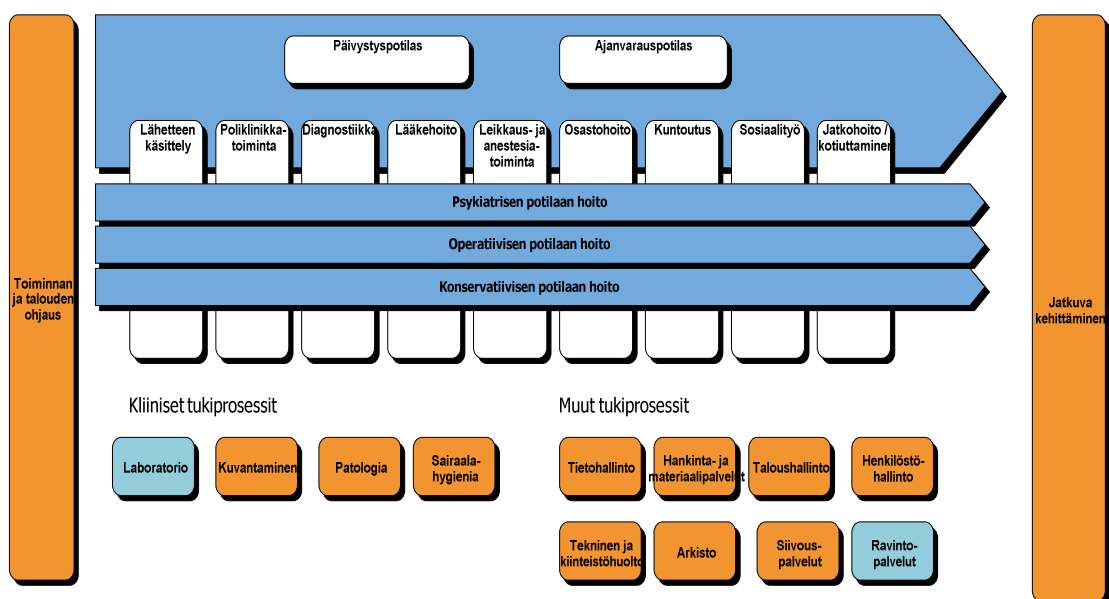 Päivystyspotilas
Ajanvarauspotilas
Lähetteen
käsittely
Poliklinikka-
toiminta
Diagnostiikka
Lääkehoito
Leikkaus- ja
anestesia-
toiminta
Osastohoito
Kuntoutus
Sosiaalityö
Jatkohoito /
kotiuttaminen
Psykiatrisen potilaan hoito
Operatiivisen potilaan hoito
Konservatiivisen potilaan hoito
Toiminnan
ja talouden
ohjaus
Jatkuva
kehittäminen
Kliiniset tukiprosessit
Muut tukiprosessit
Laboratorio
Kuvantaminen
Patologia
Sairaala-
hygienia
Tietohallinto
Hankinta- ja
materiaalipalvelut
Taloushallinto
Henkilöstö-
hallinto
Tekninen ja
kiinteistöhuolto
Arkisto
Siivous-
palvelut
Ravinto-
palvelut